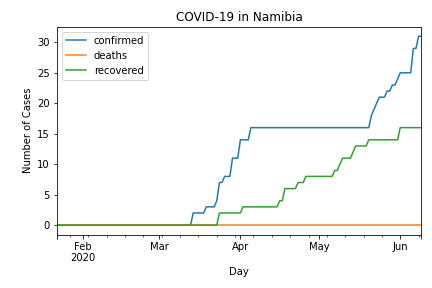 COVID-19 in Namibia
confirmed
deaths
recovered
Number of Cases
30
25
20
15
10
5
0
Feb
2020
Mar
Apr
May
Jun
Day